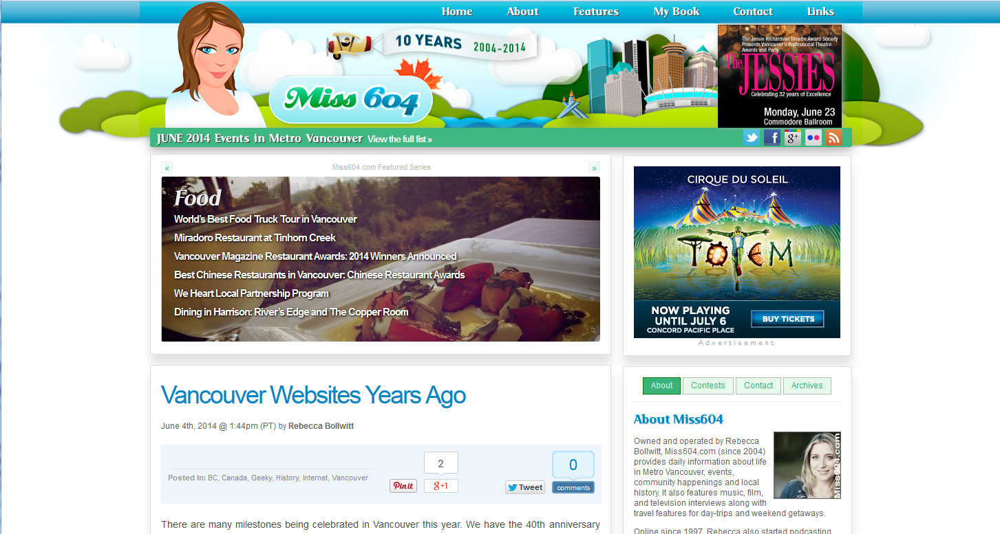 Home About Features My Book Contact Links
10 YEARS 2004-2014
Miss 604
The Jessie Richardson Theatre Award Society
Presents Vancouver's Professional Theatre
Awards and Party
The JESSIES
Celebrating 32 years of Excellence
Monday, June 23
Commodore Ballroom
JUNE 2014 Events in Metro Vancouver View the full list »
« Miss604.com Featured Series »
Food
World's Best Food Truck Tour in Vancouver
Miradoro Restaurant at Tinhorn Creek
Vancouver Magazine Restaurant Awards: 2014 Winners Announced
Best Chinese Restaurants in Vancouver: Chinese Restaurant Awards
We Heart Local Partnership Program
Dining in Harrison: River's Edge and The Copper Room
CIRQUE DU SOLEIL
TOTEM
NOW PLAYING
UNTIL JULY 6
CONCORD PACIFIC PLACE
BUY TICKETS
Advertisement
Vancouver Websites Years Ago
June 4th, 2014 @ 1:44pm (PT) by Rebecca Bollwitt
Posted In: BC, Canada, Geeky, History, Internet, Vancouver
Pin it
2
g+1
Tweet
0
comments
There are many milestones being celebrated in Vancouver this year. We have the 40th anniversary
About Contests Contact Archives
About Miss604
Owned and operated by Rebecca
Bollwitt, Miss604.com (since 2004)
provides daily information about life
in Metro Vancouver, events,
community happenings and local
history. It also features music, film,
and television interviews along with
travel features for day-trips and weekend getaways.
Miss604.com
Online since 1997, Rebecca also started podcasting